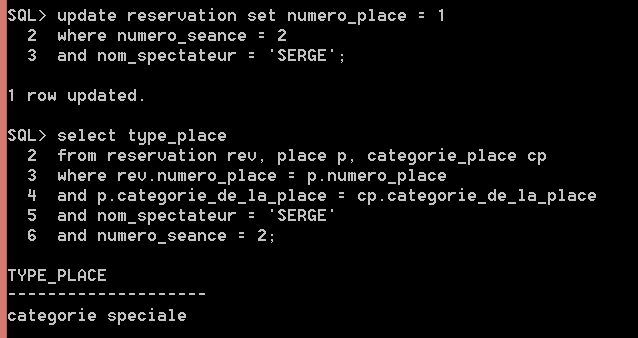 SQL> update reservation set numero_place = 1
2 where numero_seance = 2
3 and nom_spectateur = 'SERGE';
1 row updated.
SQL> select type_place
2 from reservation rev, place p, categorie_place cp
3 where rev.numero_place = p.numero_place
4 and p.categorie_de_la_place = cp.categorie_de_la_place
5 and nom_spectateur = 'SERGE'
6 and numero_seance = 2;
TYPE_PLACE
--------------------
categorie speciale